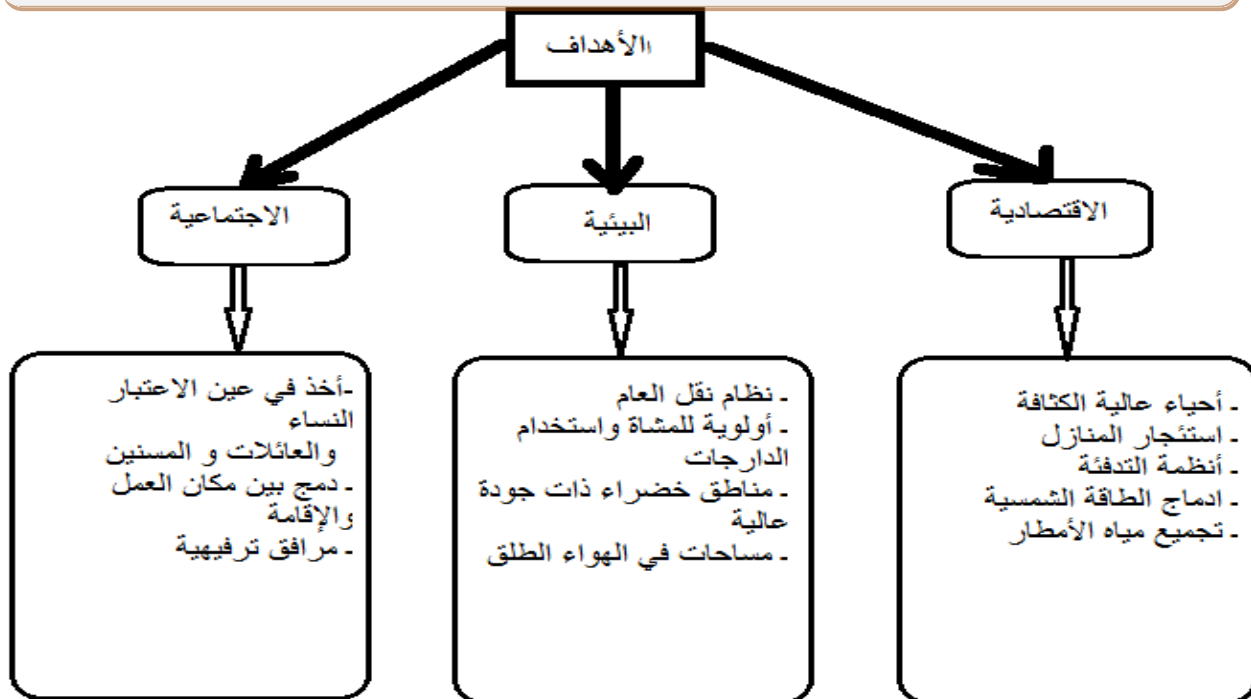 الأهداف
الاقتصادية
البيئية
الاجتماعية
- أحياء عالية الكثافة
- استئجار المنازل
- أنظمة التدفئة
- ادماج الطاقة الشمسية
- تجميع مياه الأمطار
- نظام نقل العام
- أولوية للمشاة واستخدام
الدارجات
- مناطق خضراء ذات جودة
عالية
- مساحات في الهواء الطلق
-أخذ في عين الاعتبار
النساء
والعائلات و المسنين
- دمج بين مكان العمل
والإقامة
- مرافق ترفيهية